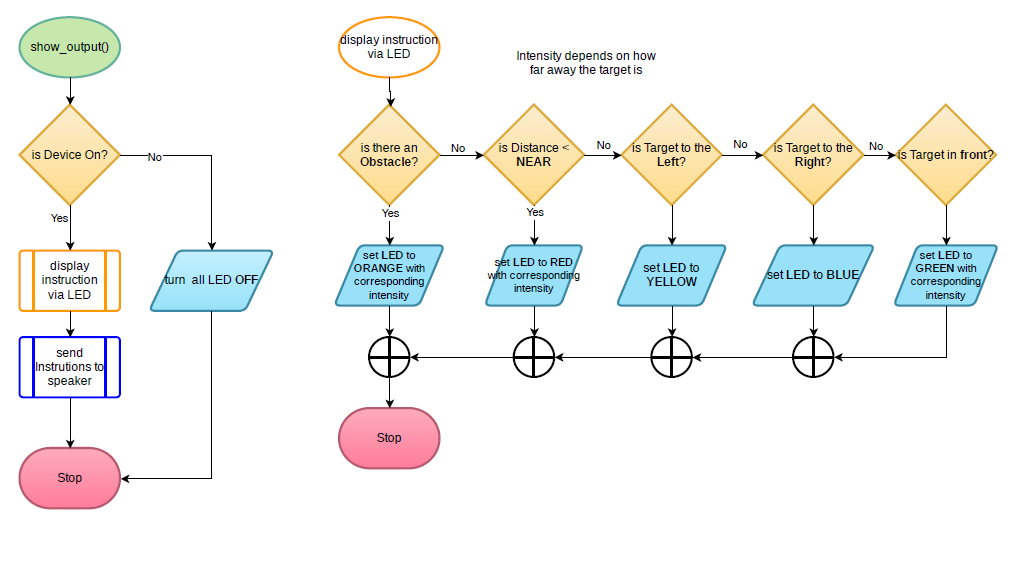 show_output()
is Device On?
No
Yes
display
instruction
via LED
turn all LED OFF
send
Instrutions to
speaker
Stop
display instruction
via LED
Intensity depends on how
far away the target is
is there an
Obstacle?
No
is Distance <
NEAR
No
is Target to the
Left?
No
is Target to the
Right?
No
is Target in front?
Yes
Yes
set LED to
ORANGE with
corresponding
intensity
set LED to RED
with corresponding
intensity
set LED to
YELLOW
set LED to BLUE
set LED to
GREEN with
corresponding
intensity
Stop